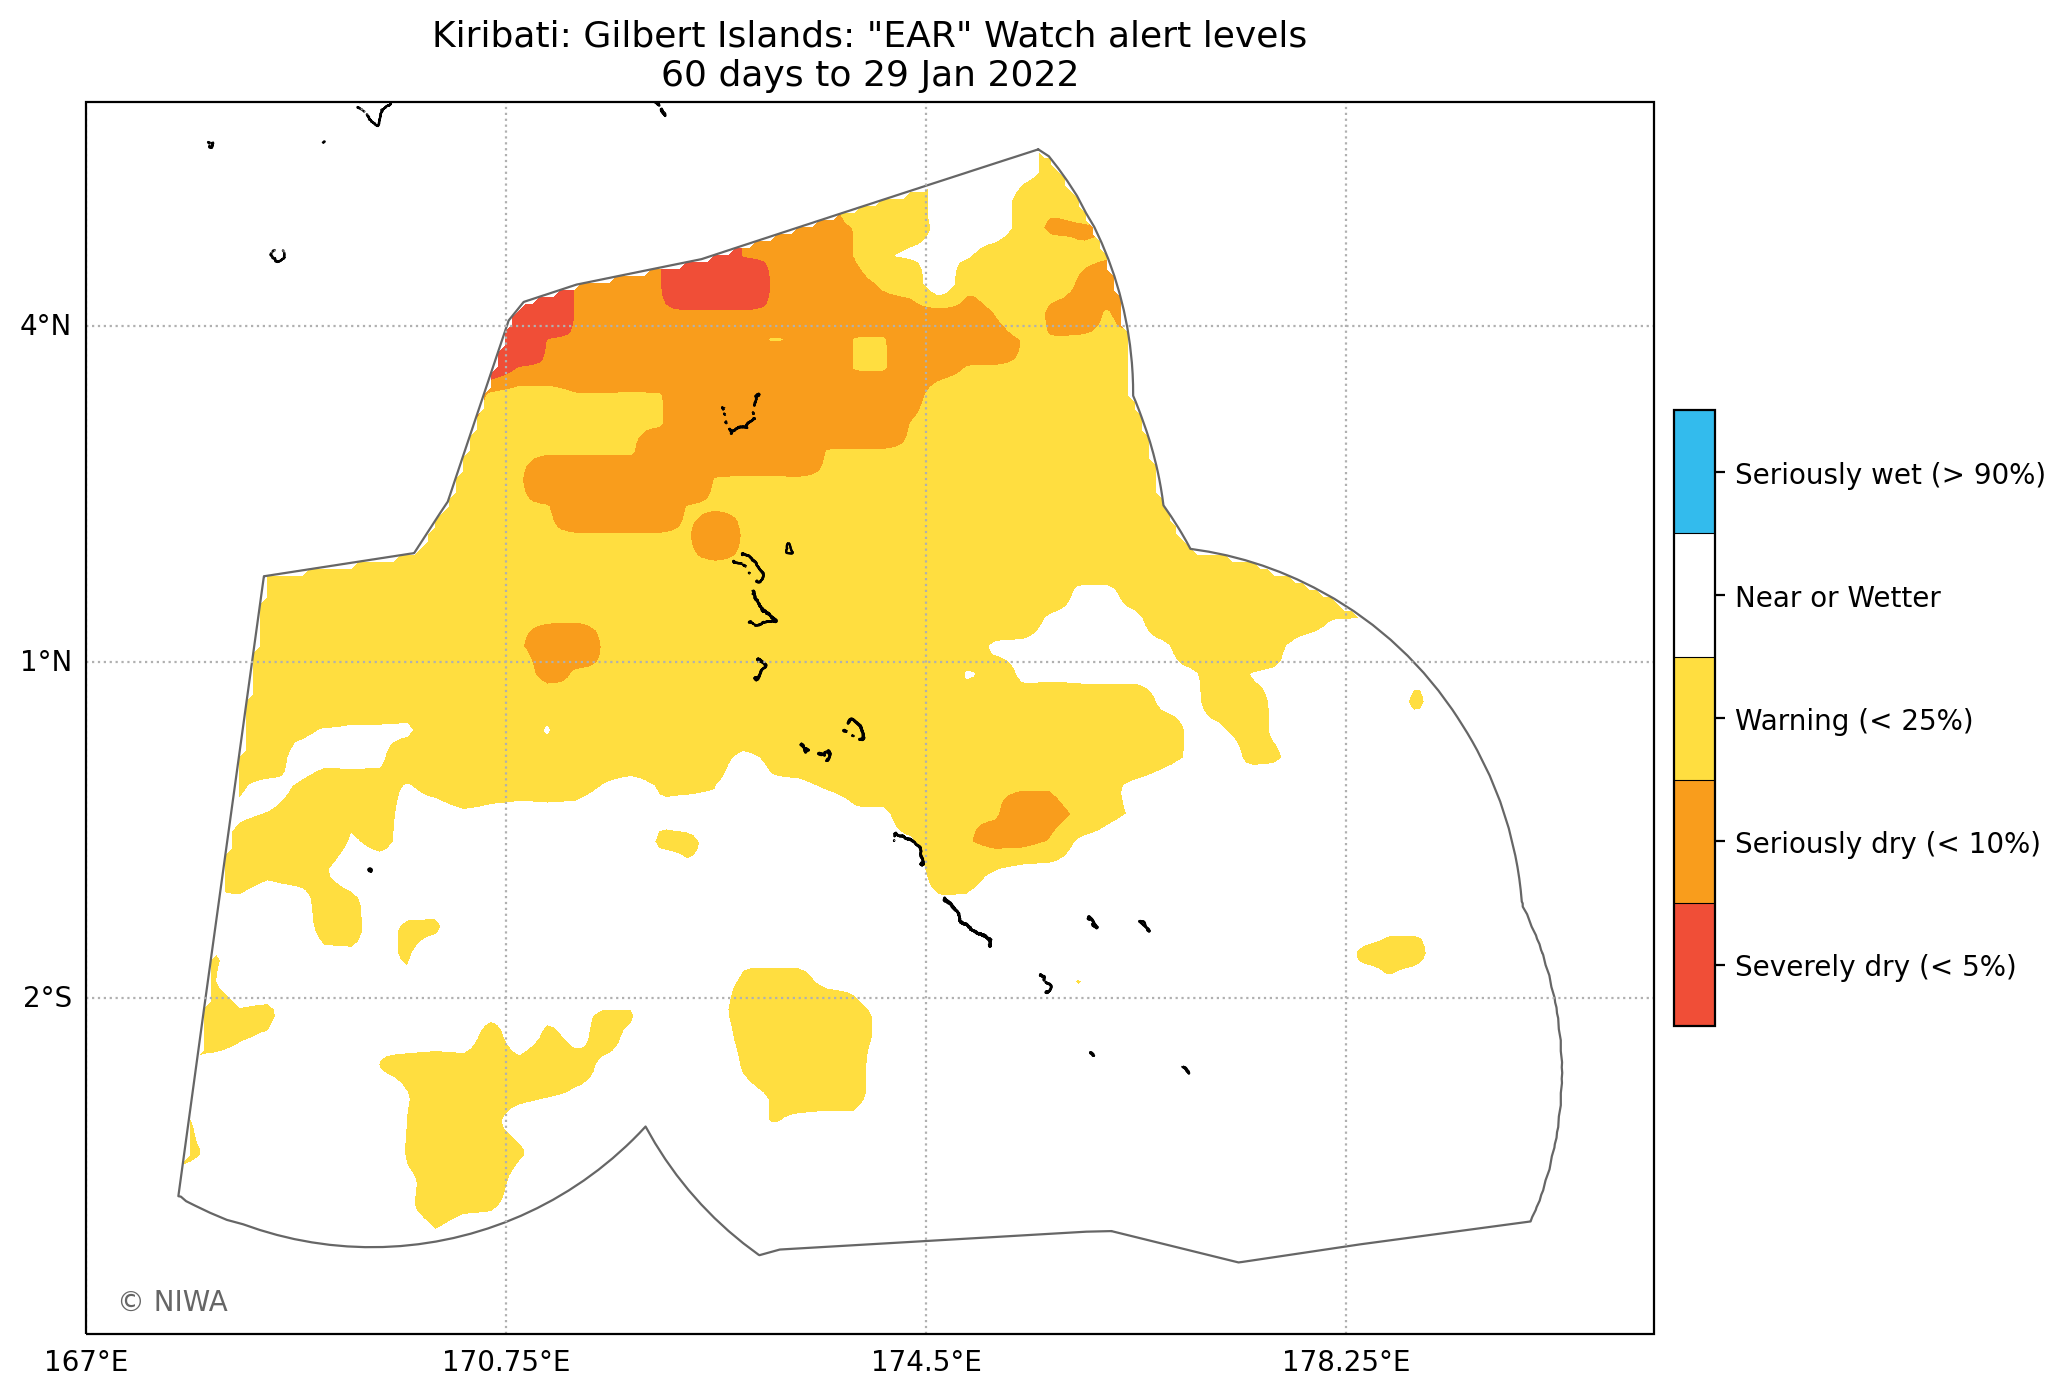 Kiribati: Gilbert Islands: "EAR" Watch alert levels
60 days to 29 Jan 2022
4°N
1°N
2°S
167°E
170.75°E
174.5°E
178.25°E
Seriously wet (> 90%)
Near or Wetter
Warning (< 25%)
Seriously dry (< 10%)
Severely dry (< 5%)
© NIWA